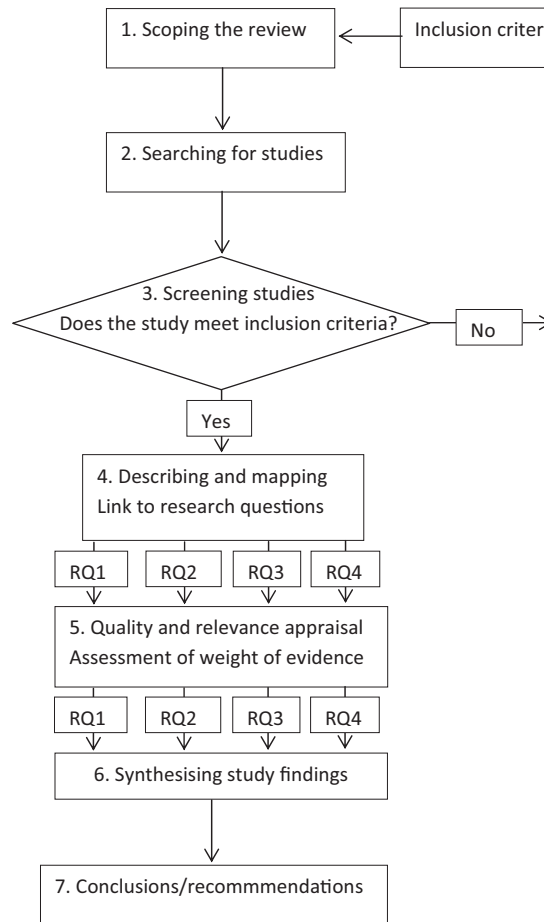 1. Scoping the review
Inclusion
2. Searching for studies
3. Screening studies
Does the study meet inclusion criteria?
No
Yes
4. Describing and mapping
Link to research questions
RQ1
RQ2
RQ3
RQ4
5. Quality and relevance appraisal
Assessment of weight of evidence
RQ1
RQ2
RQ3
RQ4
6. Synthesising study findings
7. Conclusions/recommmendations